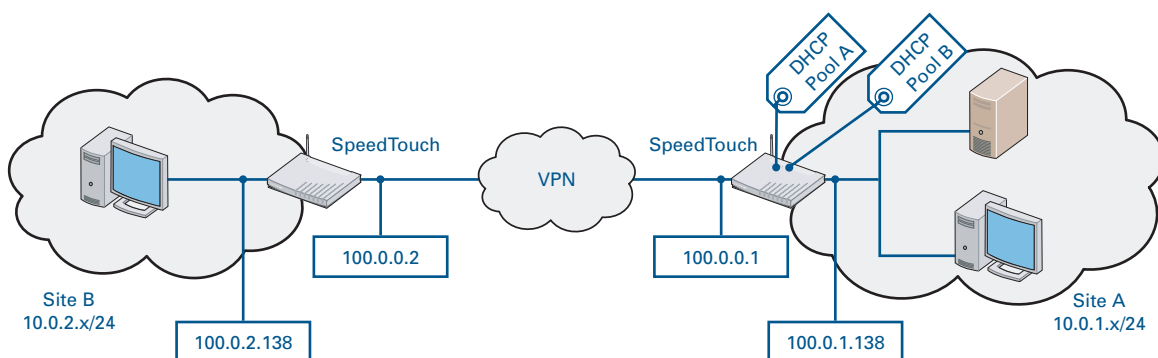 DHCP
Pool A
DHCP
Pool B
SpeedTouch
VPN
SpeedTouch
100.0.0.2
100.0.0.1
Site B
10.0.2.x/24
100.0.2.138
100.0.1.138
Site A
10.0.1.x/24